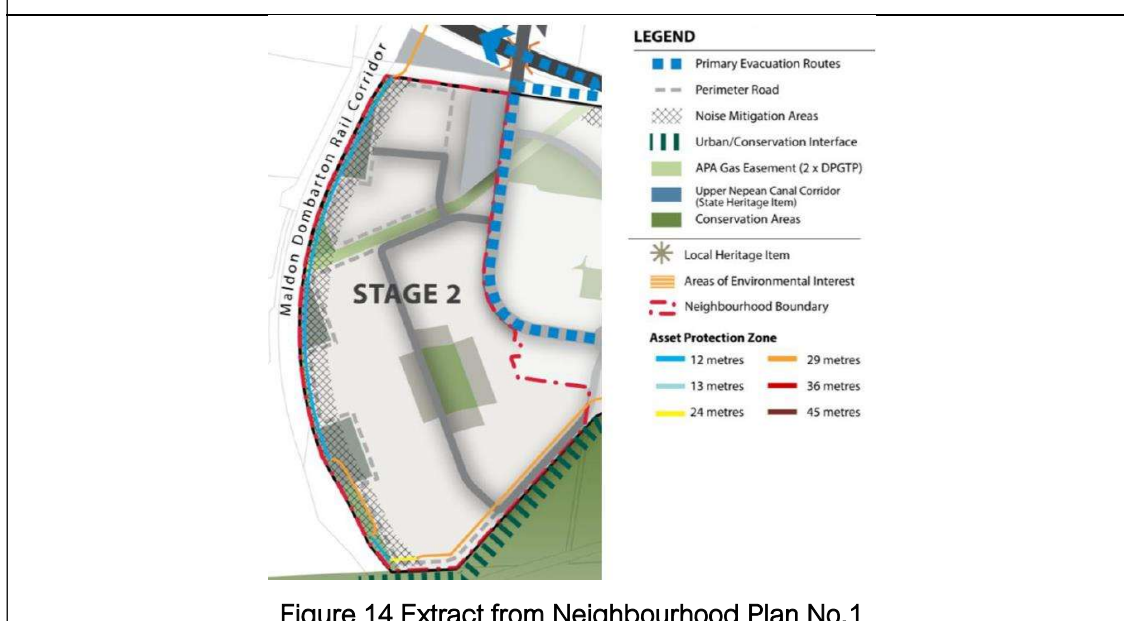 Maldon Dombarton Rail Corridor
STAGE 2
LEGEND
Primary Evacuation Routes
Perimeter Road
Noise Mitigation Areas
Urban/Conservation Interface
APA Gas Easement (2 x DPGTP)
Upper Nepean Canal Corridor
(State Heritage Item)
Conservation Areas
Local Heritage Item
Areas of Environmental Interest
Neighbourhood Boundary
Asset Protection Zone
12 metres
29 metres
13 metres
36 metres
24 metres
45 metres
Figure 14 Extract from Neighbourhood Plan No.1